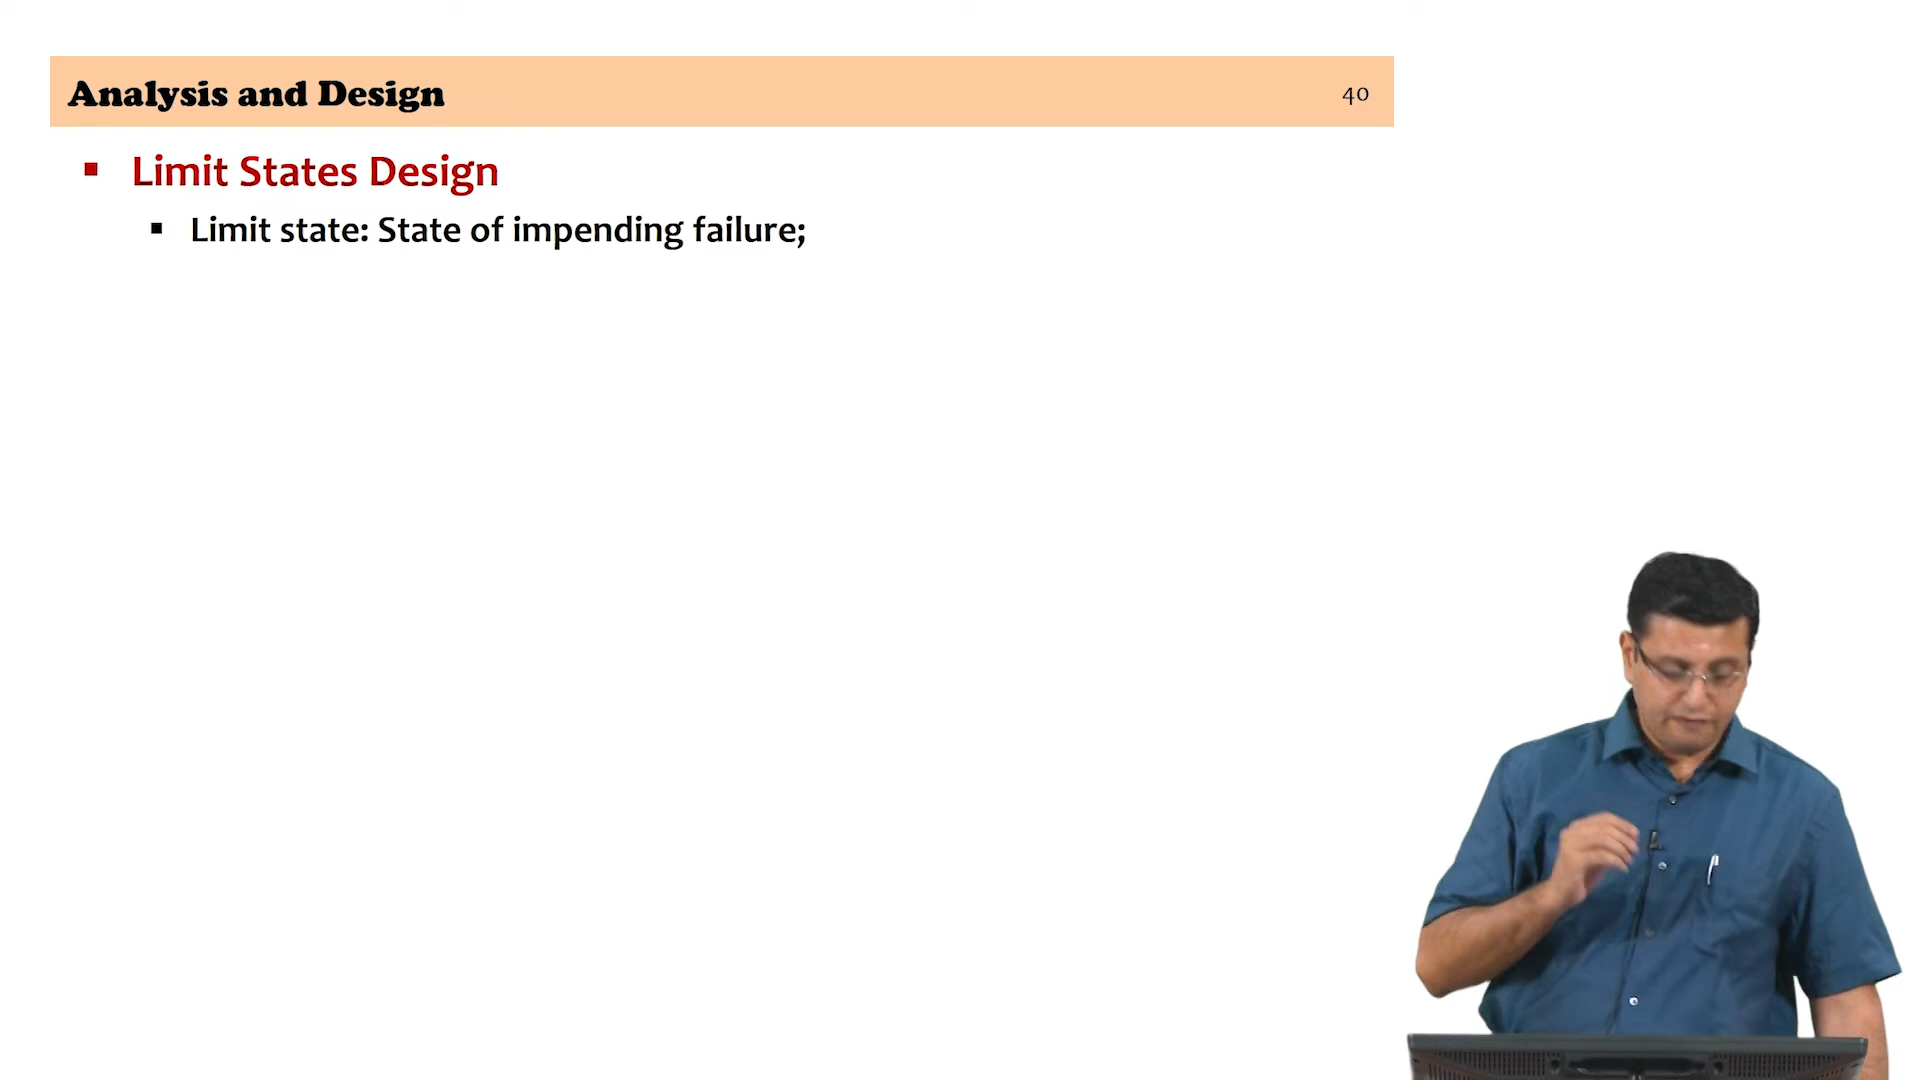 Analysis and Design 40
Limit States Design
Limit state: State of impending failure;